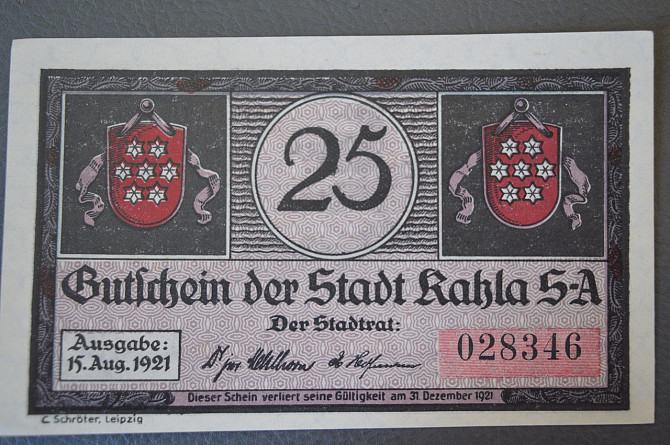 25
Gutschein der Stadt Kahla S-A
Der Stadtrat:
Ausgabe:
15. Aug. 1921
028346
Dieser Schein verliert seine Gültigkeit am 31 Dezember 1921
C. Schröter, Leipzig